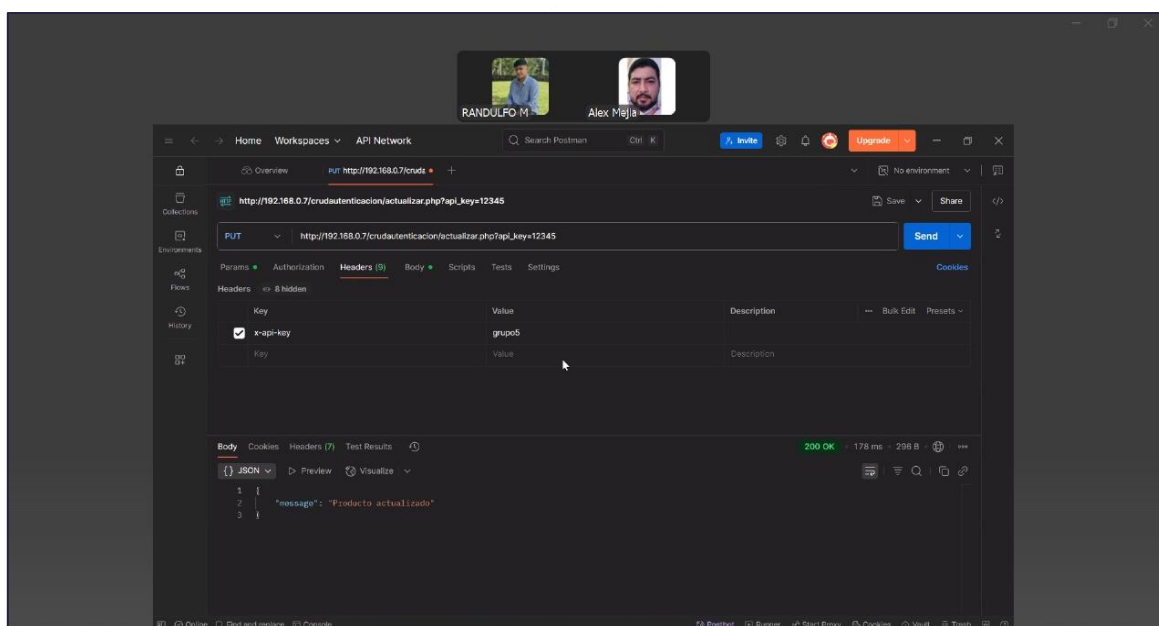 RANDULFO M
Alex Mejia
Home Workspaces API Network Search Postman Ctrl K Invite Upgrade
Overview PUT http://192.168.0.7/cruda No environment
http://192.168.0.7/crudautenticacion/actualizar.php?api_key=12345 Save Share
Collections
PUT http://192.168.0.7/crudautenticacion/actualizar.php?api_key=12345 Send
Environments
Params Authorization Headers (9) Body Scripts Tests Settings Cookies
Flows
Headers 8 hidden
History
Key Value Description Bulk Edit Presets
x-api-key grupo5
Key Value Description
Body Cookies Headers (7) Test Results 200 OK 178 ms 296 B
{} JSON Preview Visualize
1 {
2 "message": "Producto actualizado"
3 }
Online Find and replace Console Postbot Runner Start Proxy Cookies Vault Trash